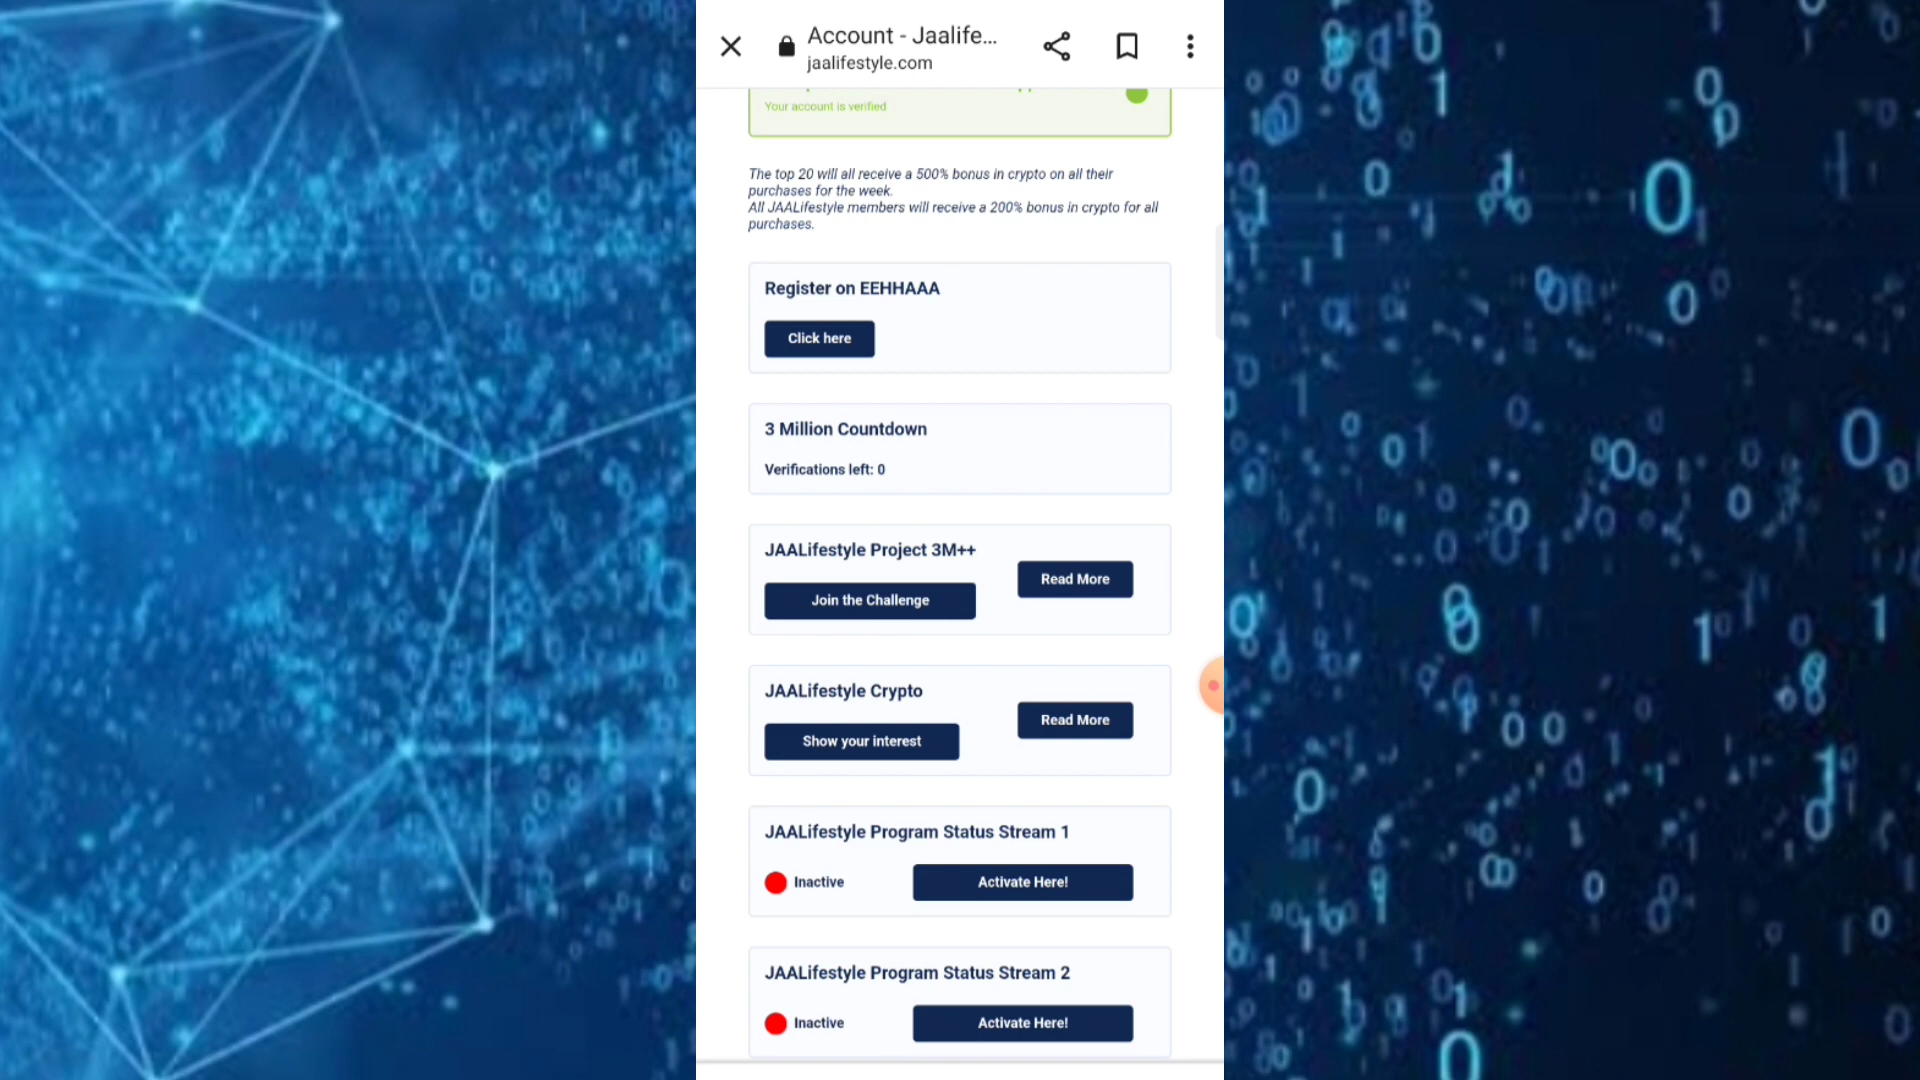 Account - Jaalife...
jaalifestyle.com
Your account is verified
The top 20 will all receive a 500% bonus in crypto on all their
purchases for the week.
All JAALifestyle members will receive a 200% bonus in crypto for all
purchases.
Register on EEHHAAA
Click here
3 Million Countdown
Verifications left: 0
JAALifestyle Project 3M++
Read More
Join the Challenge
JAALifestyle Crypto
Read More
Show your interest
JAALifestyle Program Status Stream 1
Inactive
Activate Here!
JAALifestyle Program Status Stream 2
Inactive
Activate Here!